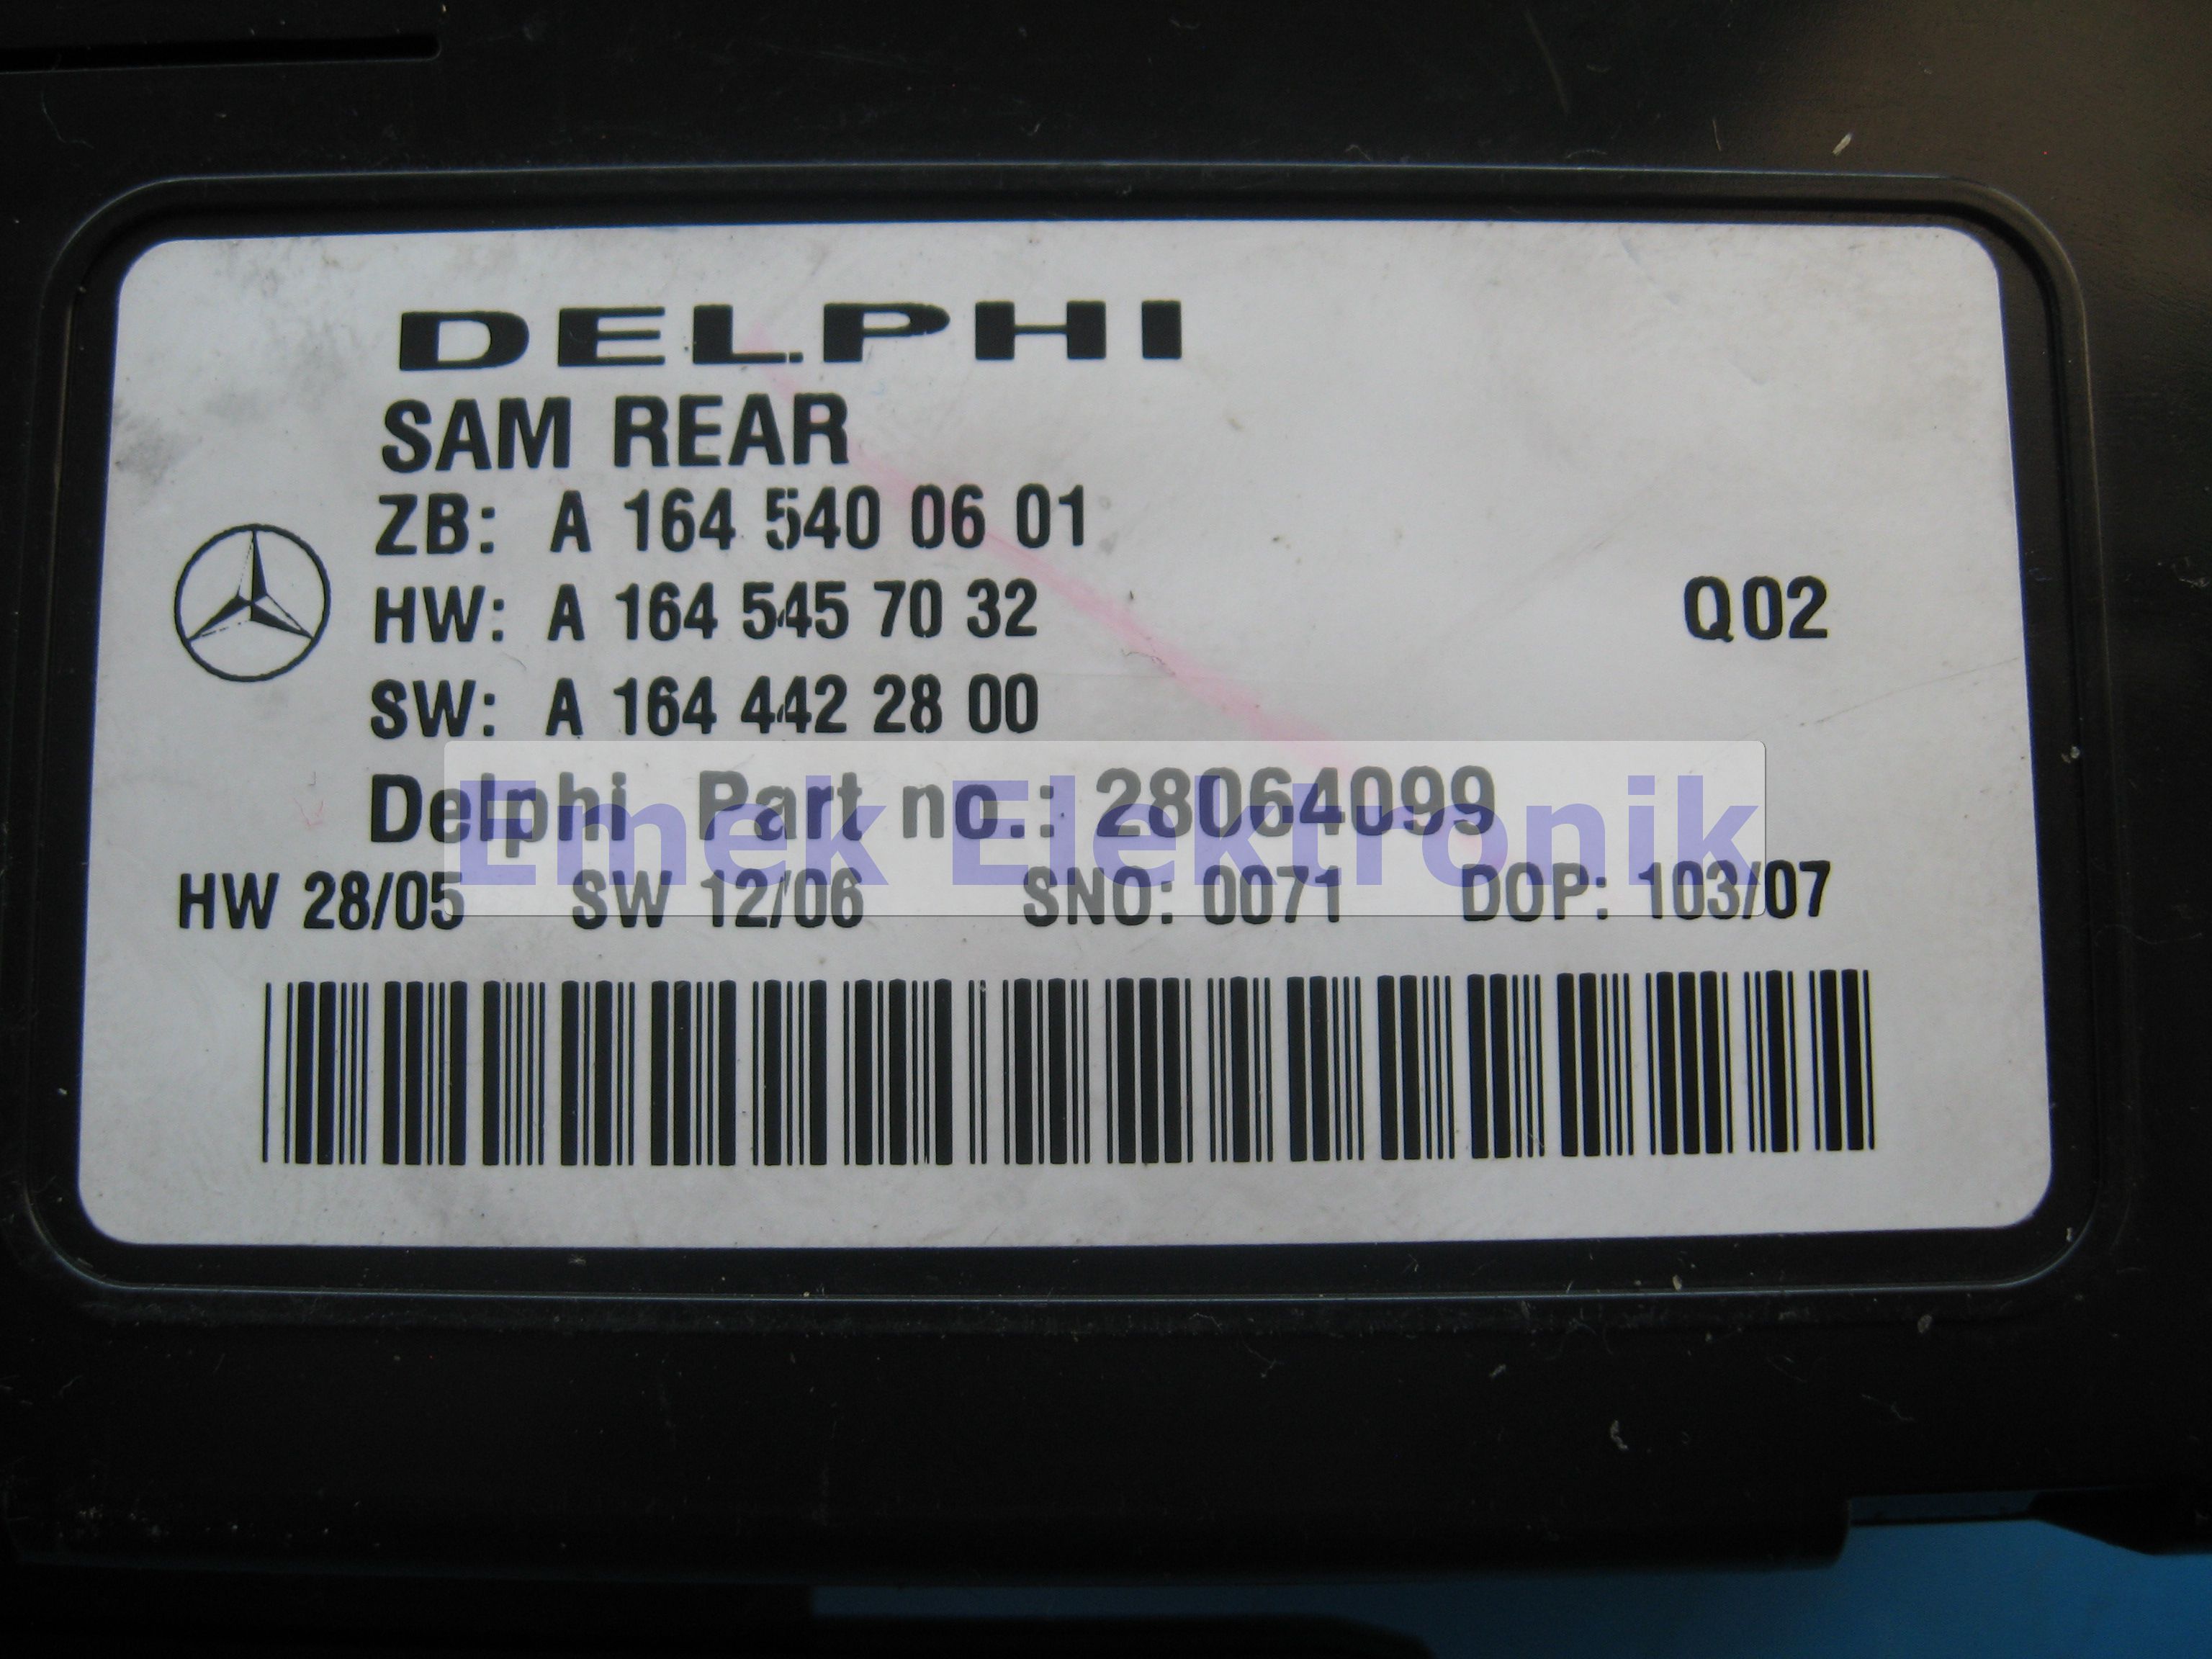 DELPHI
SAM REAR
ZB: A 164 540 06 01
HW: A 164 545 70 32
Q02
SW: A 164 442 28 00
Delphi Part no.: 28064099
Emek Elektronik
HW 28/05 SW 12/06 SNO: 0071 DOP: 103/07